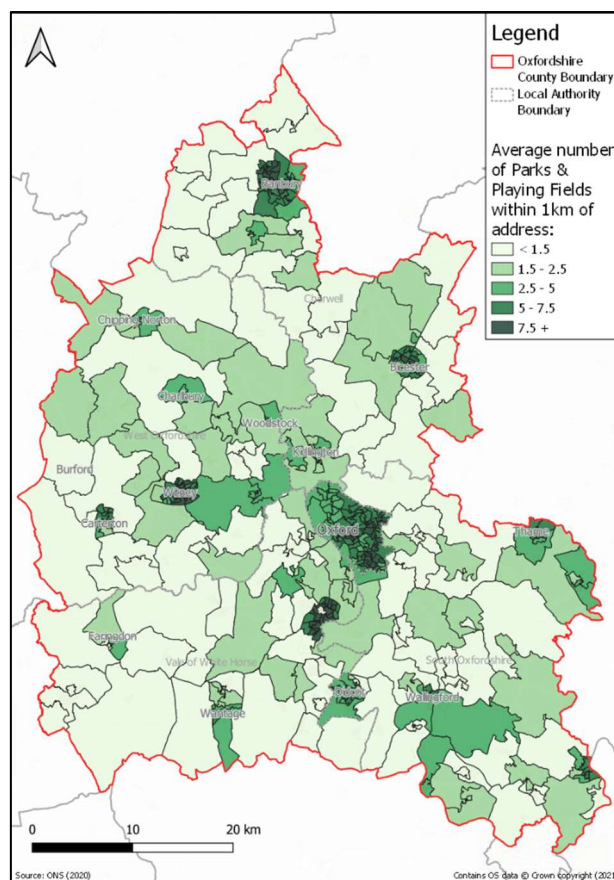 Legend
Oxfordshire
County Boundary
Local Authority
Boundary
Average number
of Parks &
Playing Fields
within 1km of
address:
< 1.5
1.5 - 2.5
2.5 - 5
5 - 7.5
7.5 +
Banbury
Cherwell
Chipping Norton
Bicester
Charlbury
Woodstock
West Oxfordshire
Kidlington
Burford
Witney
Carterton
Oxford
Thame
Faringdon
Vale of White Horse
South Oxfordshire
Didcot
Wallingford
Wantage
0 10 20 km
Source: ONS (2020)
Contains OS data © Crown copyright (2021